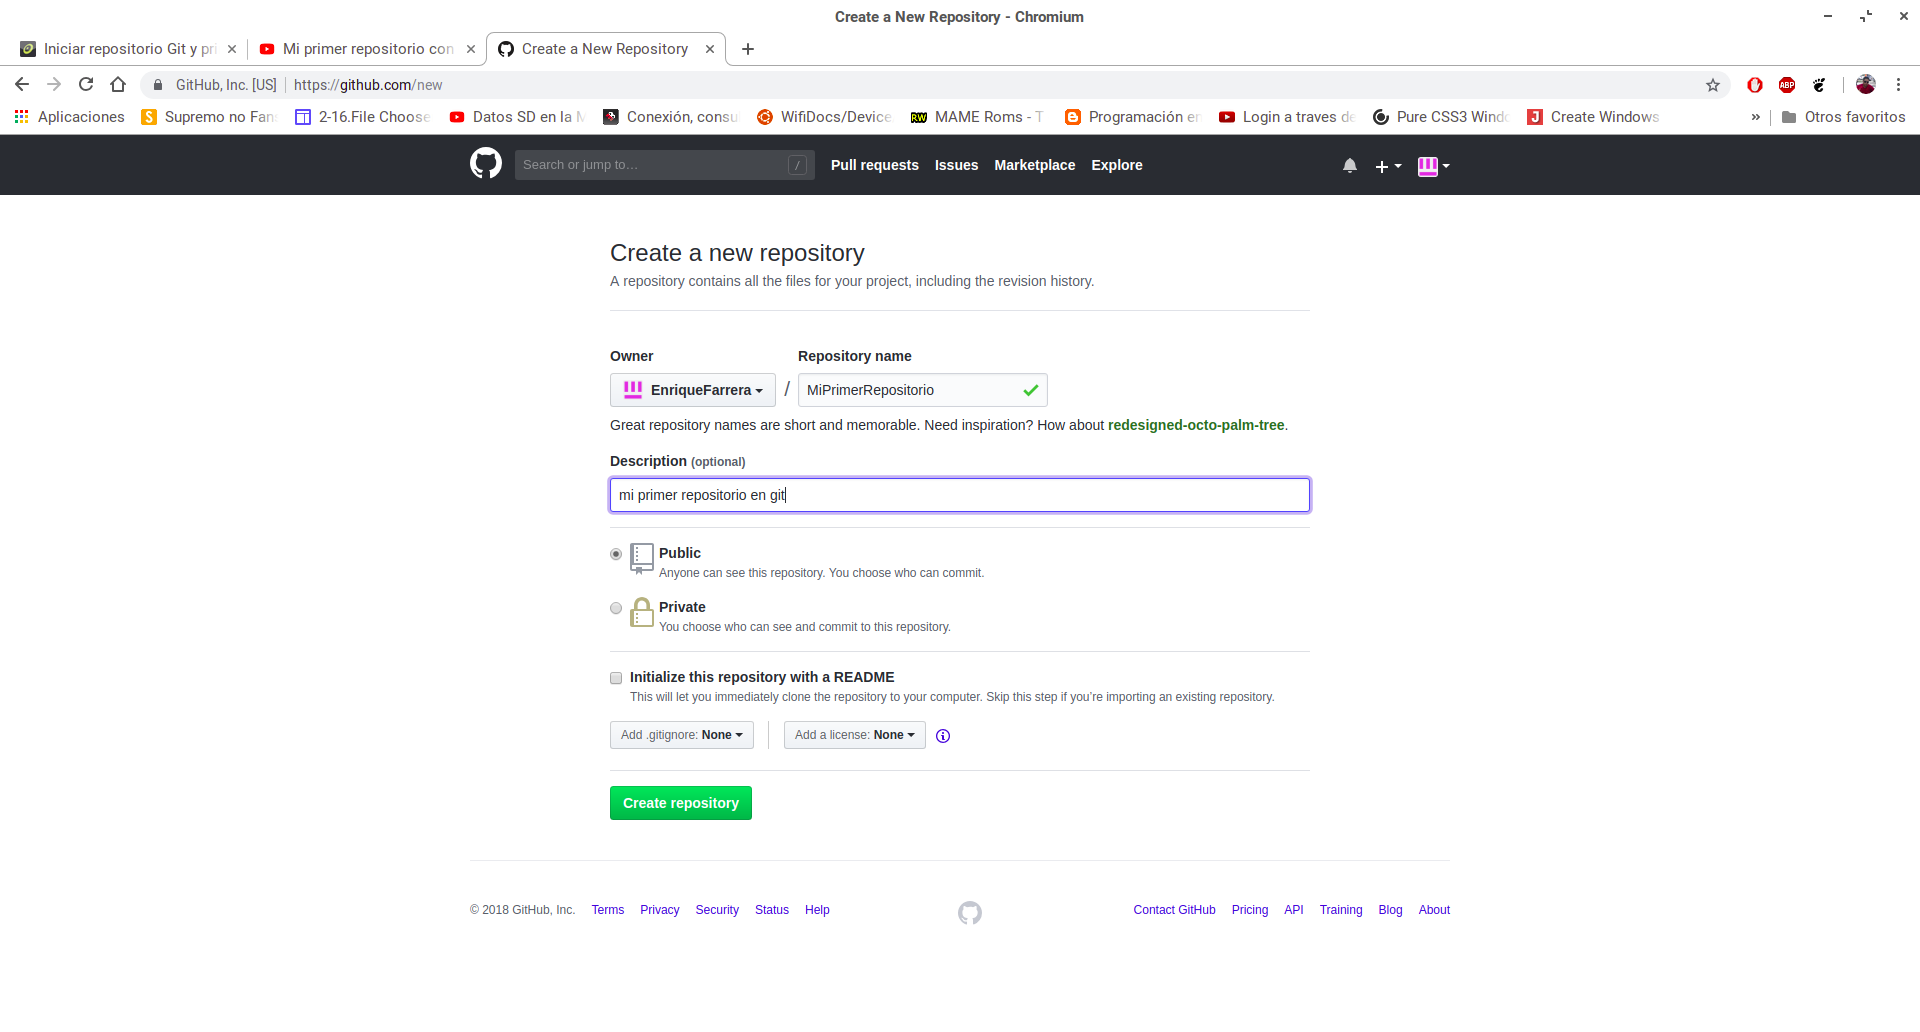 Create a New Repository - Chromium
Iniciar repositorio Git y pri
Mi primer repositorio con
Create a New Repository
GitHub, Inc. [US] https://github.com/new
Aplicaciones
Supremo no Fans
2-16.File Choose
Datos SD en la M
Conexión, consu
WifiDocs/Device
MAME Roms - T
Programación en
Login a traves de
Pure CSS3 Windo
Create Windows
» Otros favoritos
Search or jump to… /
Pull requests Issues Marketplace Explore
Create a new repository
A repository contains all the files for your project, including the revision history.
Owner Repository name
EnriqueFarrera / MiPrimerRepositorio
Great repository names are short and memorable. Need inspiration? How about redesigned-octo-palm-tree.
Description (optional)
mi primer repositorio en git
Public
Anyone can see this repository. You choose who can commit.
Private
You choose who can see and commit to this repository.
Initialize this repository with a README
This will let you immediately clone the repository to your computer. Skip this step if you’re importing an existing repository.
Add .gitignore: None Add a license: None
Create repository
© 2018 GitHub, Inc. Terms Privacy Security Status Help Contact GitHub Pricing API Training Blog About